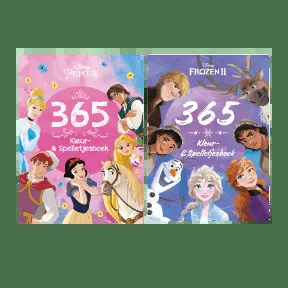 Disney
PRINCESS
365
Kleur-
& Spelletjesboek
Disney
FROZEN II
365
Kleur-
& Spelletjesboek